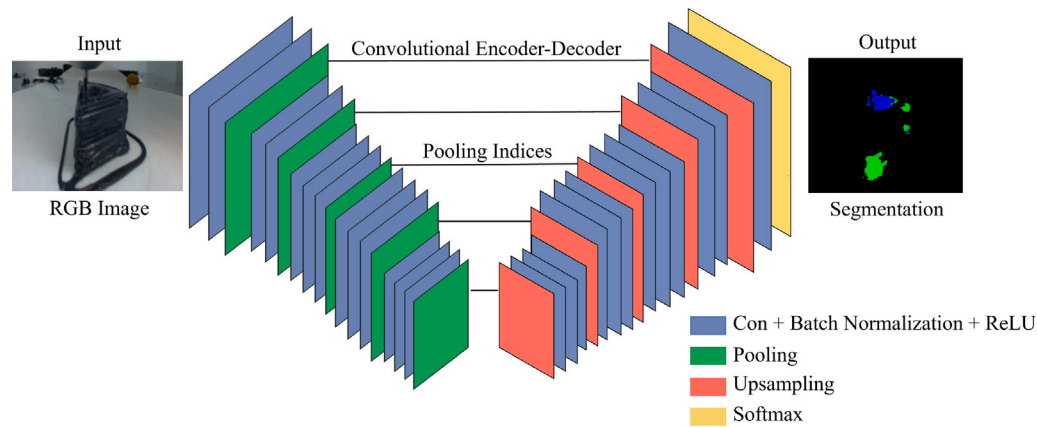 Input
Convolutional Encoder-Decoder
Output
Pooling Indices
RGB Image
Segmentation
Con + Batch Normalization + ReLU
Pooling
Upsampling
Softmax